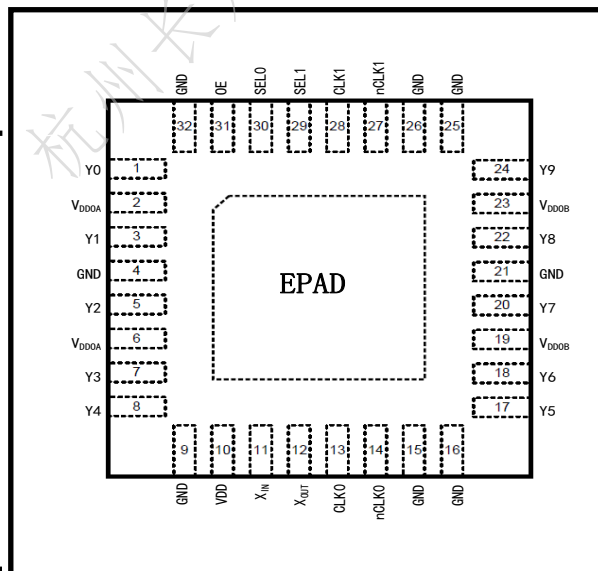 杭州长
GND OE SEL0 SEL1 CLK1 nCLK1 GND GND
32 31 30 29 28 27 26 25
Y0 1 24 Y9
VDDOA 2 23 VDDOB
Y1 3 22 Y8
GND 4 21 GND
Y2 5 20 Y7
VDDOA 6 19 VDDOB
Y3 7 18 Y6
Y4 8 17 Y5
EPAD
9 10 11 12 13 14 15 16
GND VDD XIN XOUT CLK0 nCLK0 GND GND